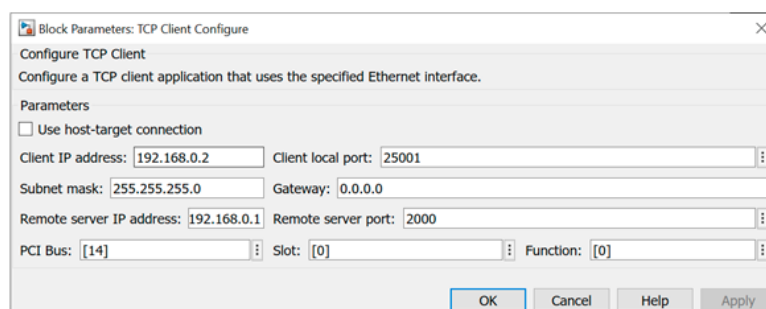 Block Parameters: TCP Client Configure
Configure TCP Client
Configure a TCP client application that uses the specified Ethernet interface.
Parameters
Use host-target connection
Client IP address: 192.168.0.2 Client local port: 25001
Subnet mask: 255.255.255.0 Gateway: 0.0.0.0
Remote server IP address: 192.168.0.1 Remote server port: 2000
PCI Bus: [14] Slot: [0] Function: [0]
OK Cancel Help Apply